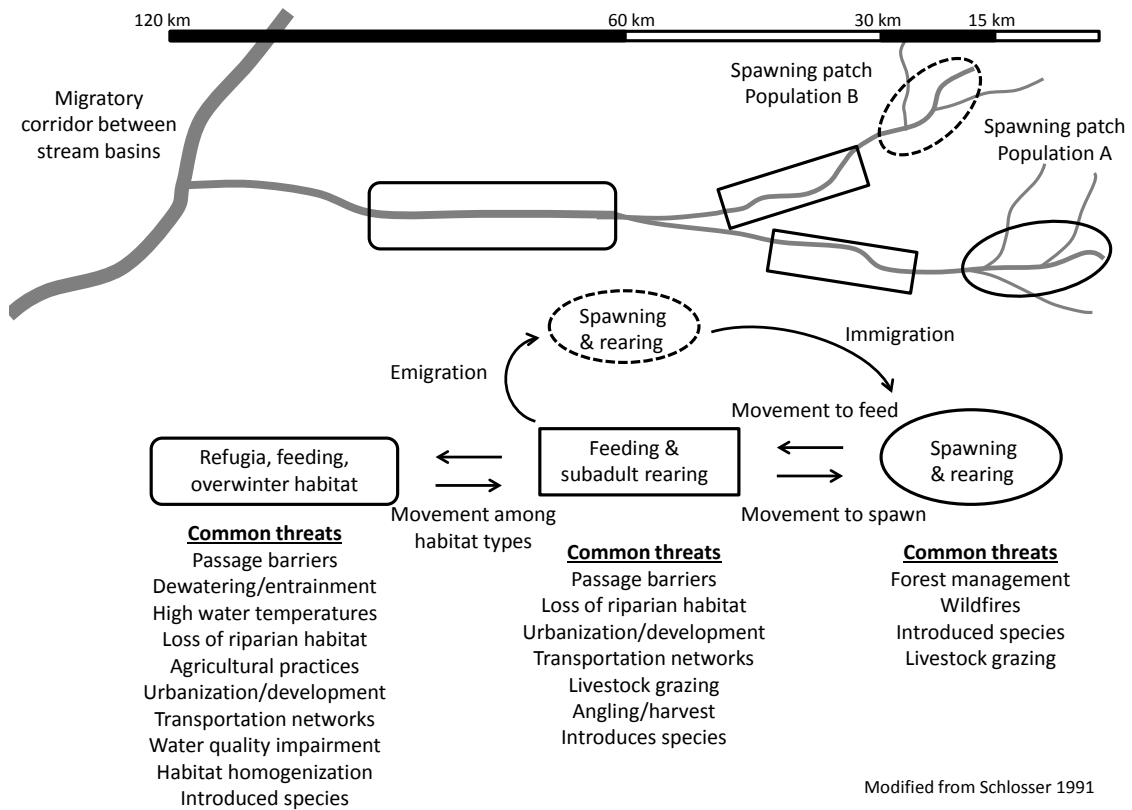 120 km
60 km
30 km
15 km
Migratory
corridor between
stream basins
Spawning patch
Population B
Spawning patch
Population A
Spawning
& rearing
Immigration
Emigration
Movement to feed
Refugia, feeding,
overwinter habitat
Feeding &
subadult rearing
Spawning
& rearing
Movement among
habitat types
Movement to spawn
Common threats
Passage barriers
Dewatering/entrainment
High water temperatures
Loss of riparian habitat
Agricultural practices
Urbanization/development
Transportation networks
Water quality impairment
Habitat homogenization
Introduced species
Common threats
Passage barriers
Loss of riparian habitat
Urbanization/development
Transportation networks
Livestock grazing
Angling/harvest
Introduces species
Common threats
Forest management
Wildfires
Introduced species
Livestock grazing
Modified from Schlosser 1991